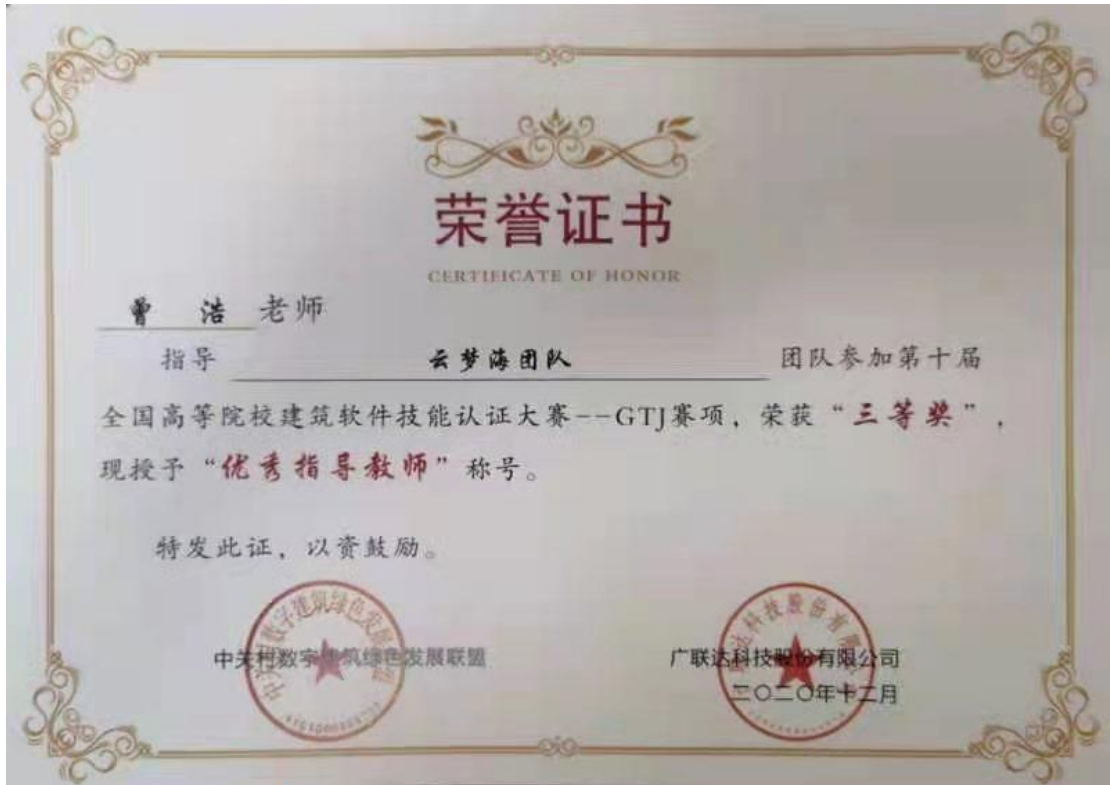 荣誉证书
CERTIFICATE OF HONOR
曾 浩 老师
指导 云梦海团队 团队参加第十届
全国高等院校建筑软件技能认证大赛--GTJ赛项，荣获“三等奖”，
现授予“优秀指导教师”称号。
特发此证，以资鼓励。
中关村数字建筑绿色发展联盟
广联达科技股份有限公司
二〇二〇年十二月